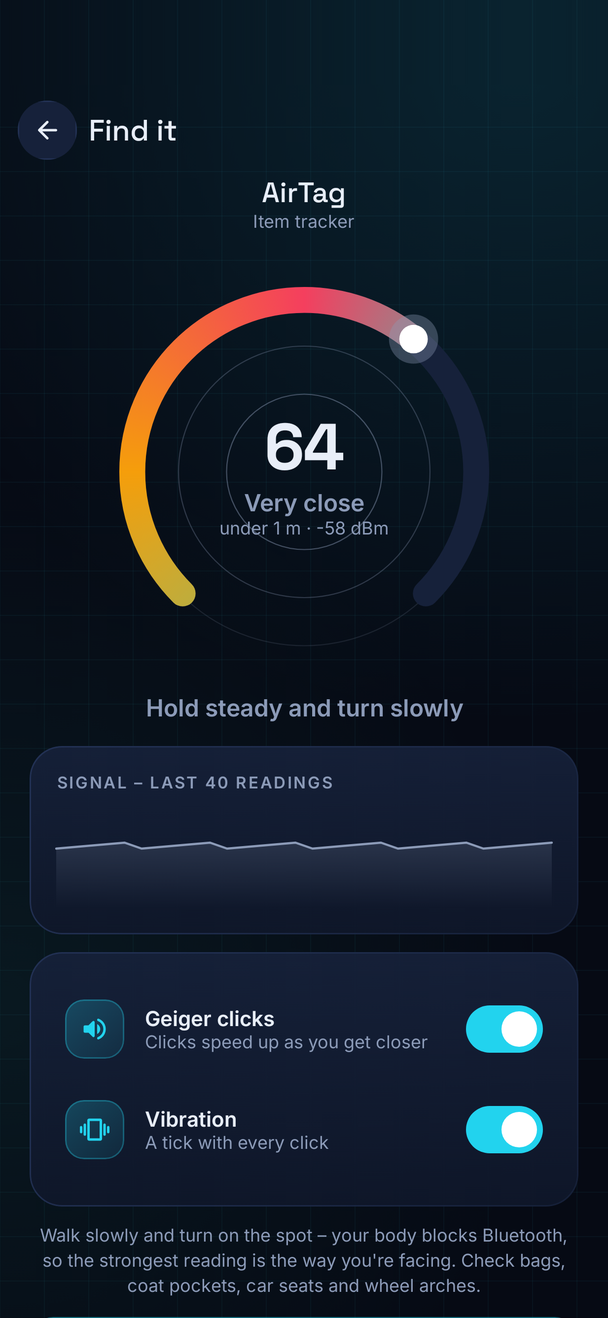 Find it
AirTag
Item tracker
64
Very close
under 1 m · -58 dBm
Hold steady and turn slowly
SIGNAL – LAST 40 READINGS
Geiger clicks
Clicks speed up as you get closer
Vibration
A tick with every click
Walk slowly and turn on the spot – your body blocks Bluetooth,
so the strongest reading is the way you're facing. Check bags,
coat pockets, car seats and wheel arches.